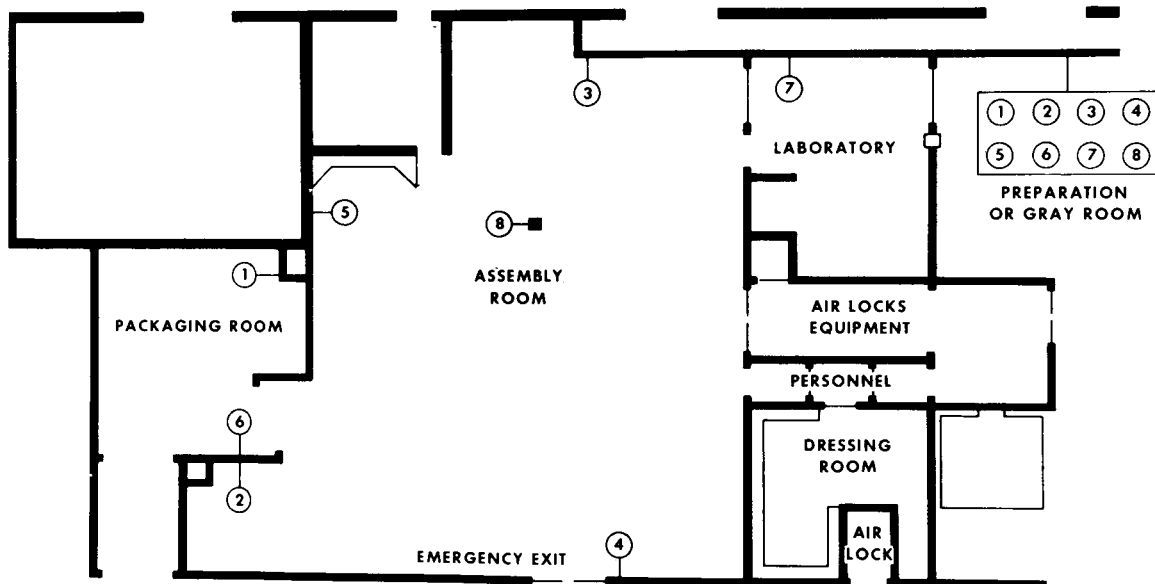 3
7
1 2 3 4
LABORATORY
5 6 7 8
PREPARATION
OR GRAY ROOM
5
8
1
ASSEMBLY
ROOM
PACKAGING ROOM
AIR LOCKS
EQUIPMENT
PERSONNEL
6
DRESSING
ROOM
2
AIR
LOCK
EMERGENCY EXIT
4